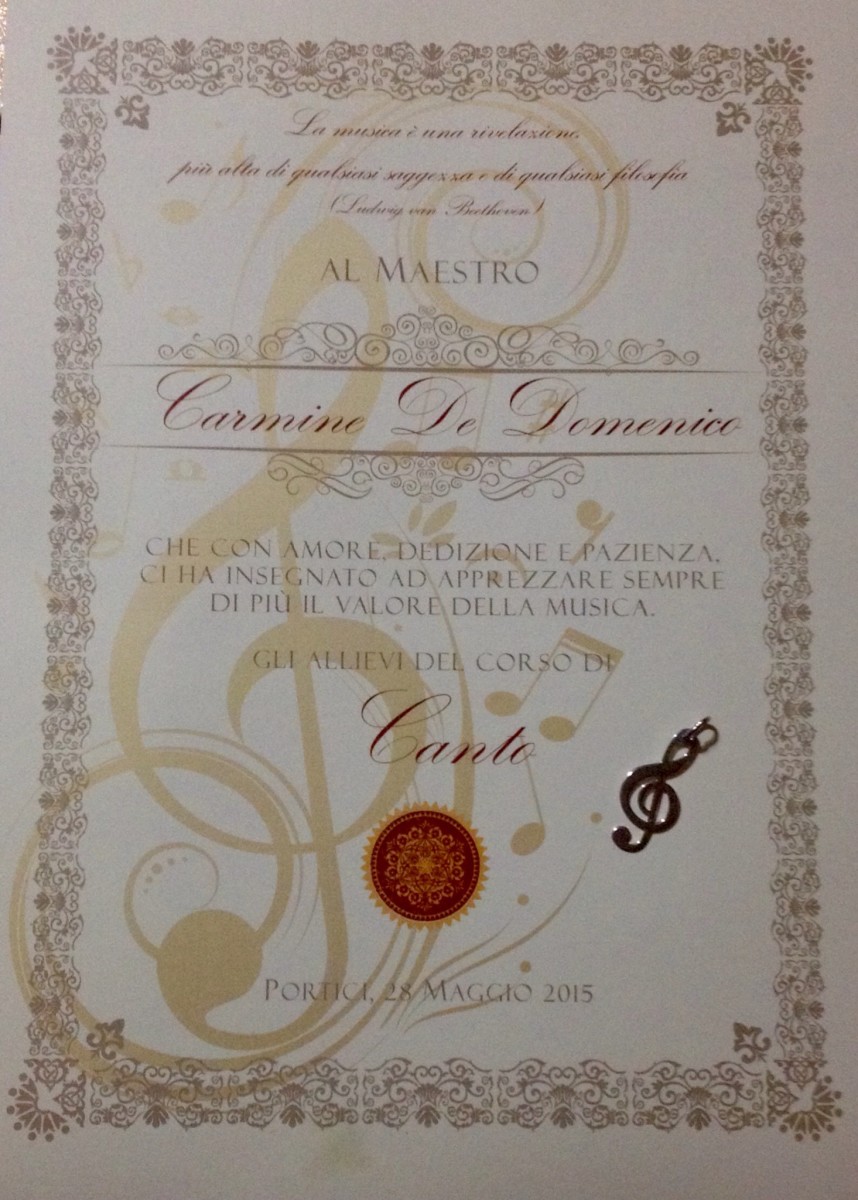 La musica è una rivelazione,
più alta di qualsiasi saggezza e di qualsiasi filosofia
(Ludwig van Beethoven)
AL MAESTRO
Carmine De Domenico
CHE CON AMORE, DEDIZIONE E PAZIENZA,
CI HA INSEGNATO AD APPREZZARE SEMPRE
DI PIÙ IL VALORE DELLA MUSICA.
GLI ALLIEVI DEL CORSO DI
Canto
PORTICI, 28 MAGGIO 2015